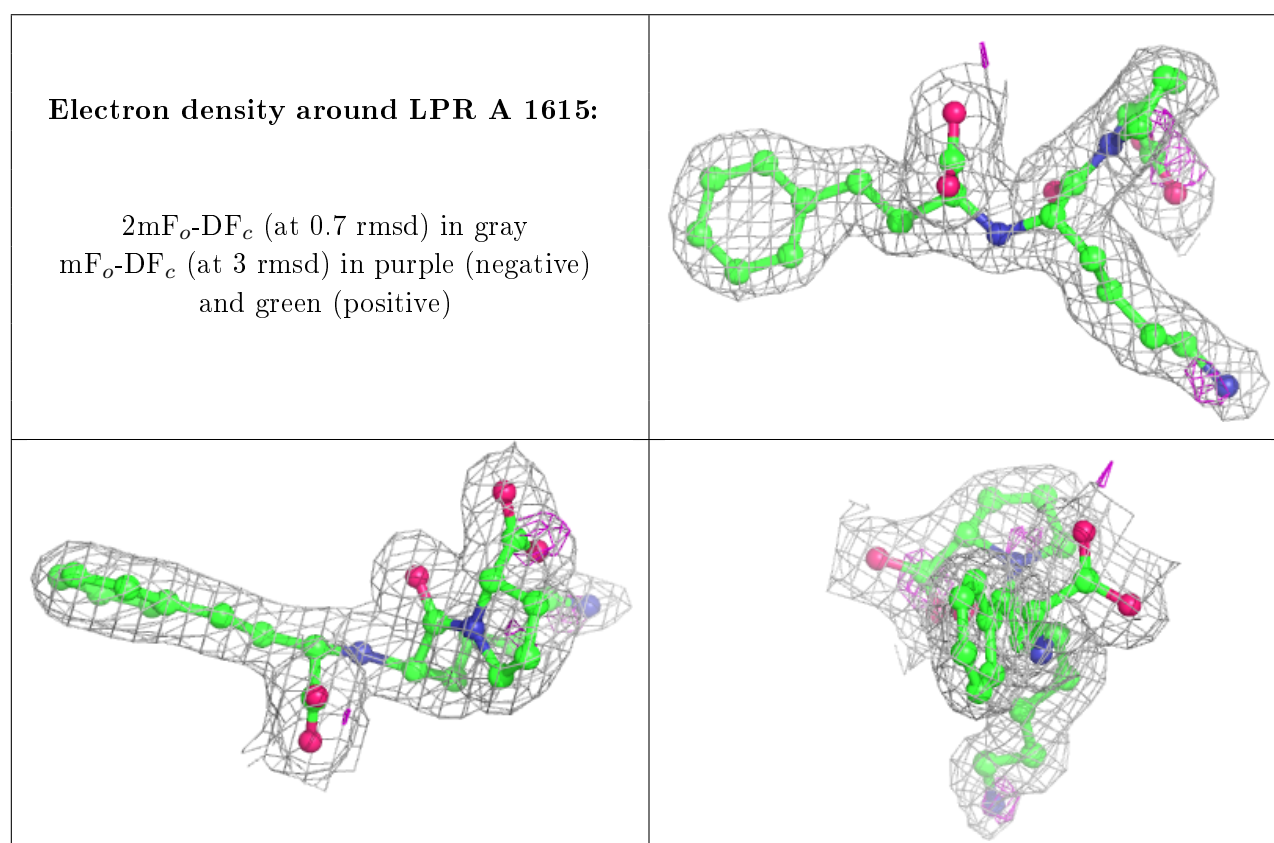 Electron density around LPR A 1615:
2mFₒ-DF𝒸 (at 0.7 rmsd) in gray
mFₒ-DF𝒸 (at 3 rmsd) in purple (negative)
and green (positive)